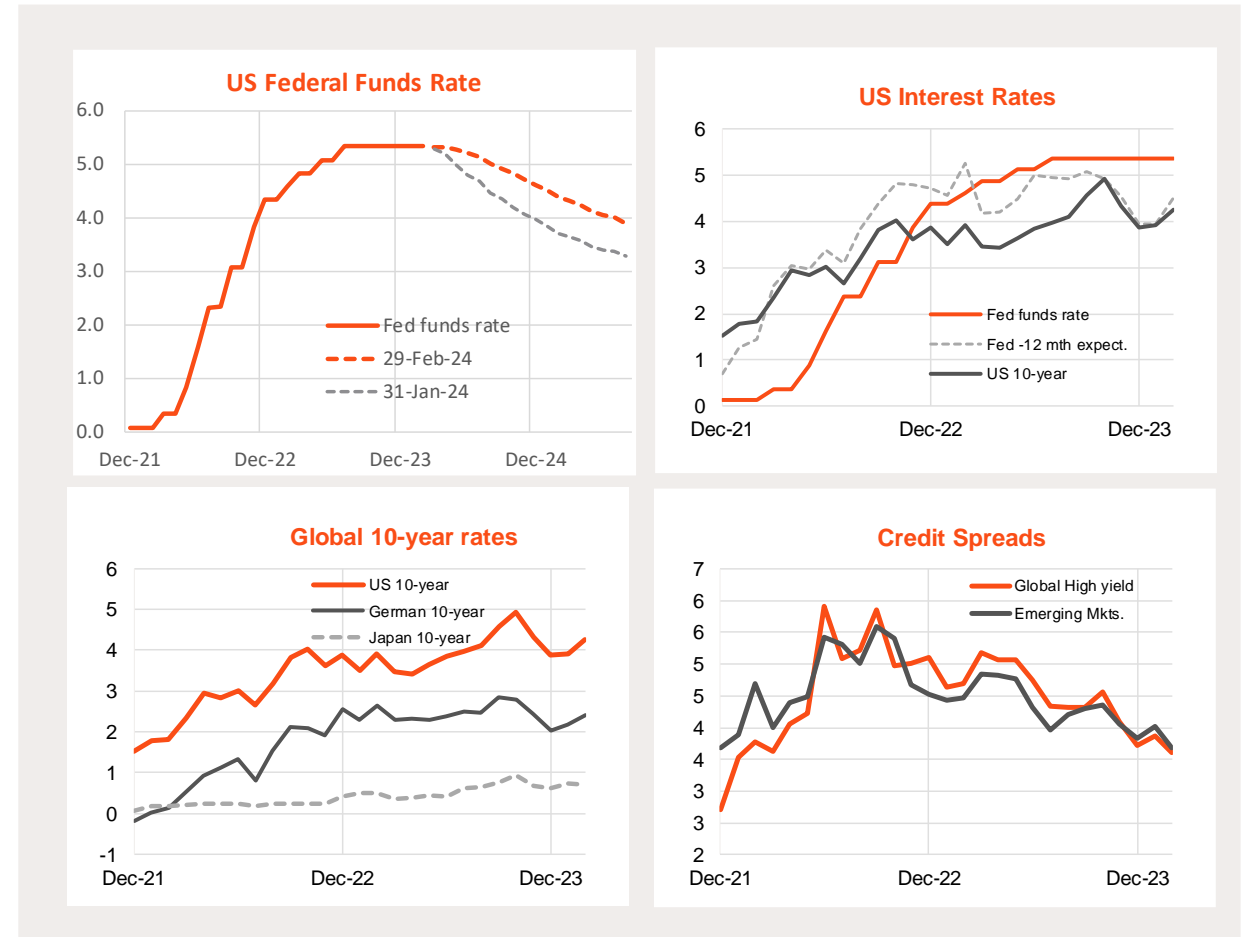 US Federal Funds Rate
6.0
5.0
4.0
3.0
2.0
1.0
0.0
Fed funds rate
29-Feb-24
31-Jan-24
Dec-21 Dec-22 Dec-23 Dec-24
US Interest Rates
6
5
4
3
2
1
0
Fed funds rate
Fed -12 mth expect.
US 10-year
Dec-21 Dec-22 Dec-23
Global 10-year rates
6
5
4
3
2
1
0
-1
US 10-year
German 10-year
Japan 10-year
Dec-21 Dec-22 Dec-23
Credit Spreads
7
6
6
5
5
4
4
3
3
2
Global High yield
Emerging Mkts.
Dec-21 Dec-22 Dec-23